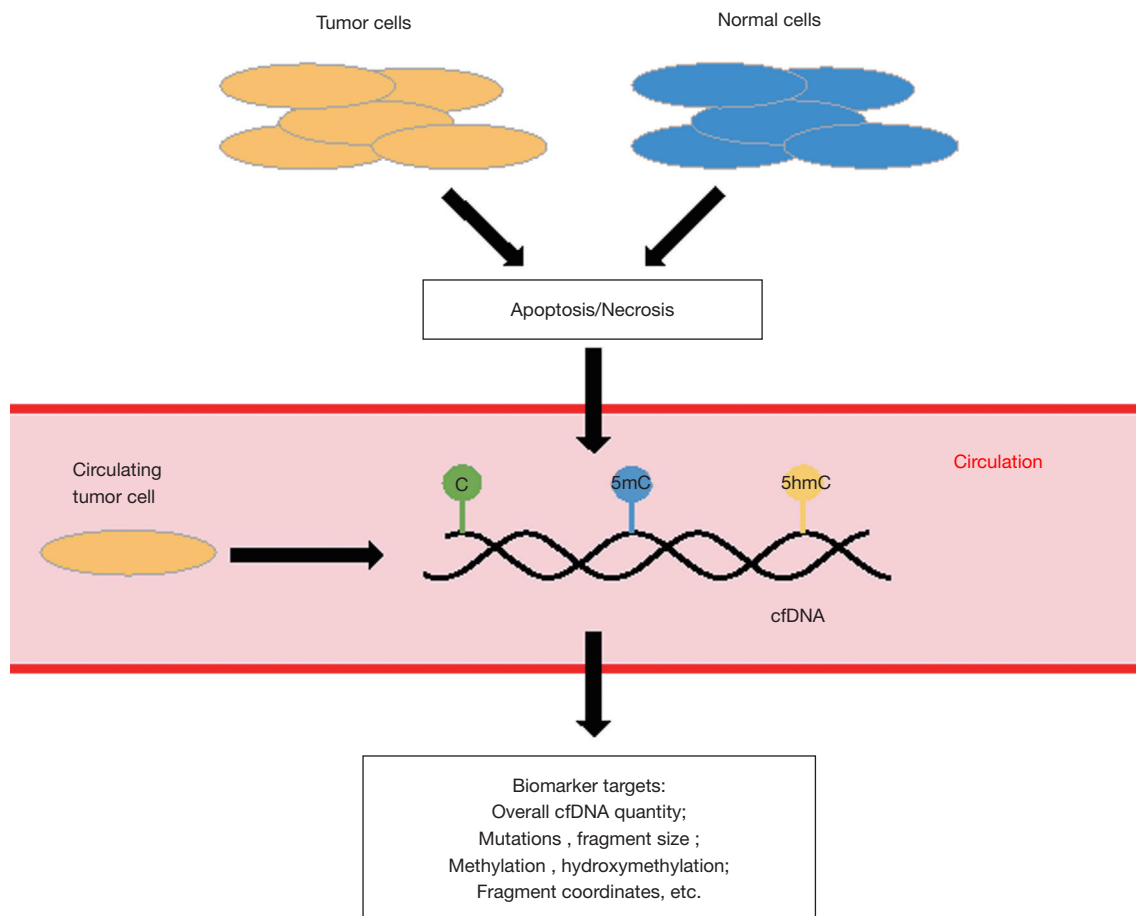 Tumor cells
Normal cells
Apoptosis/Necrosis
Circulating
tumor cell
Circulation
C
5mC
5hmC
cfDNA
Biomarker targets:
Overall cfDNA quantity;
Mutations , fragment size ;
Methylation , hydroxymethylation;
Fragment coordinates, etc.